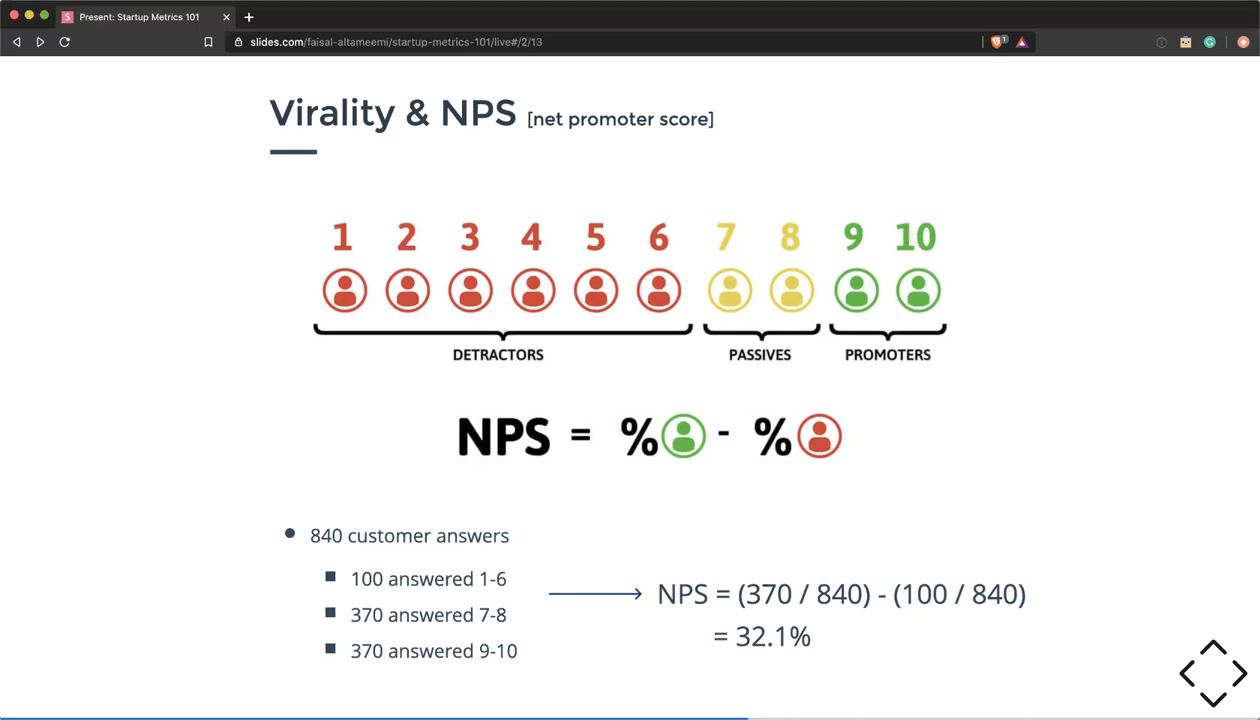 Present: Startup Metrics 101
slides.com/faisal-altameemi/startup-metrics-101/live#/2/13
1
Virality & NPS [net promoter score]
1 2 3 4 5 6 7 8 9 10
DETRACTORS PASSIVES PROMOTERS
NPS = % - %
840 customer answers
100 answered 1-6
370 answered 7-8
370 answered 9-10
NPS = (370 / 840) - (100 / 840)
= 32.1%